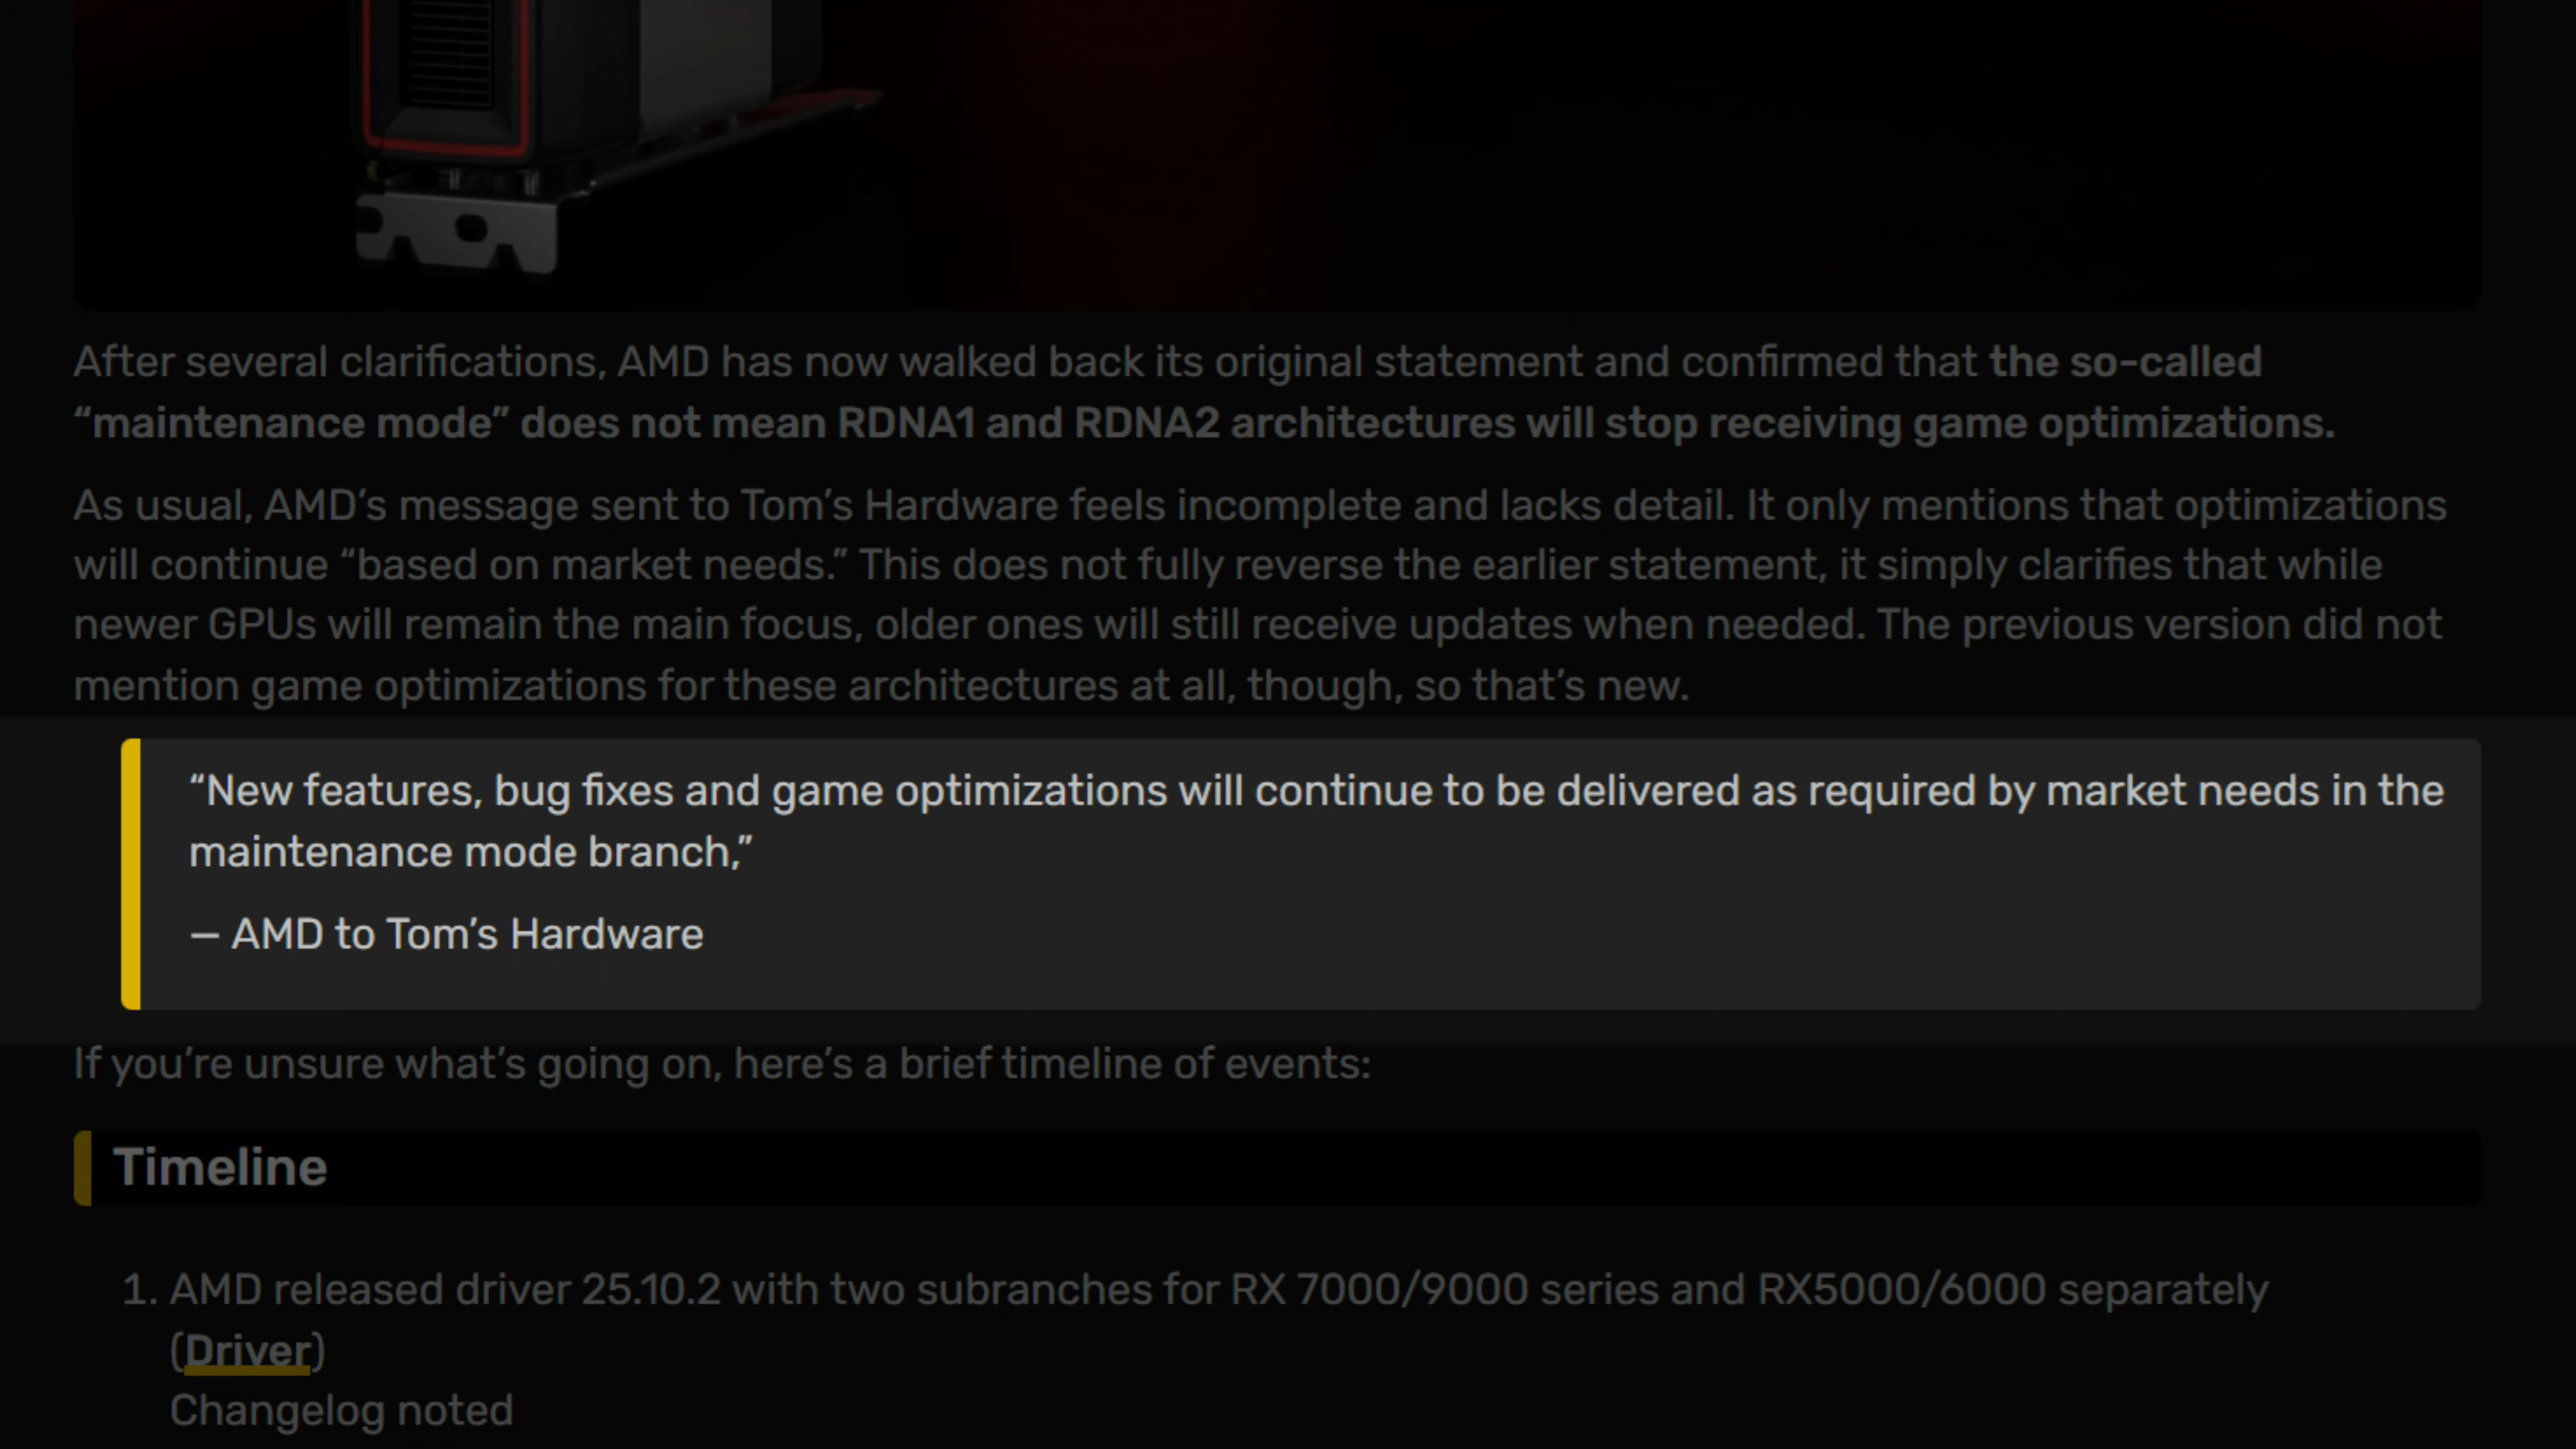 After several clarifications, AMD has now walked back its original statement and confirmed that the so-called
“maintenance mode” does not mean RDNA1 and RDNA2 architectures will stop receiving game optimizations.
As usual, AMD’s message sent to Tom’s Hardware feels incomplete and lacks detail. It only mentions that optimizations
will continue “based on market needs.” This does not fully reverse the earlier statement, it simply clarifies that while
newer GPUs will remain the main focus, older ones will still receive updates when needed. The previous version did not
mention game optimizations for these architectures at all, though, so that’s new.
“New features, bug fixes and game optimizations will continue to be delivered as required by market needs in the
maintenance mode branch,”
— AMD to Tom’s Hardware
If you’re unsure what’s going on, here’s a brief timeline of events:
Timeline
1. AMD released driver 25.10.2 with two subranches for RX 7000/9000 series and RX5000/6000 separately
(Driver)
Changelog noted